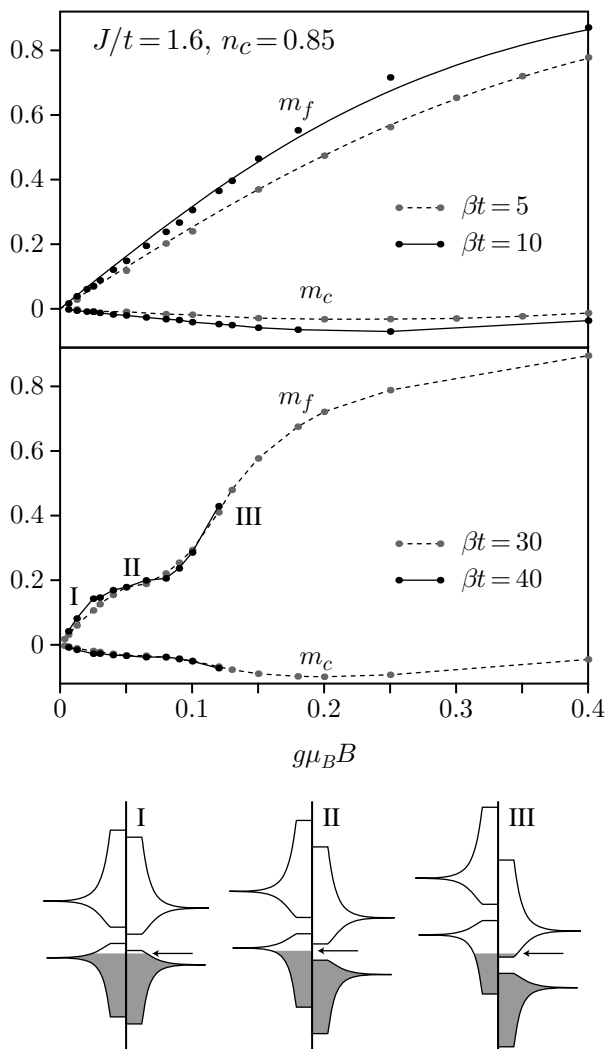 J/t = 1.6, n_c = 0.85
0.8
0.6
0.4
0.2
0
m_f
βt = 5
βt = 10
m_c
0.8
0.6
0.4
0.2
0
m_f
III
II
I
βt = 30
βt = 40
m_c
0 0.1 0.2 0.3 0.4
gμ_B B
I II III